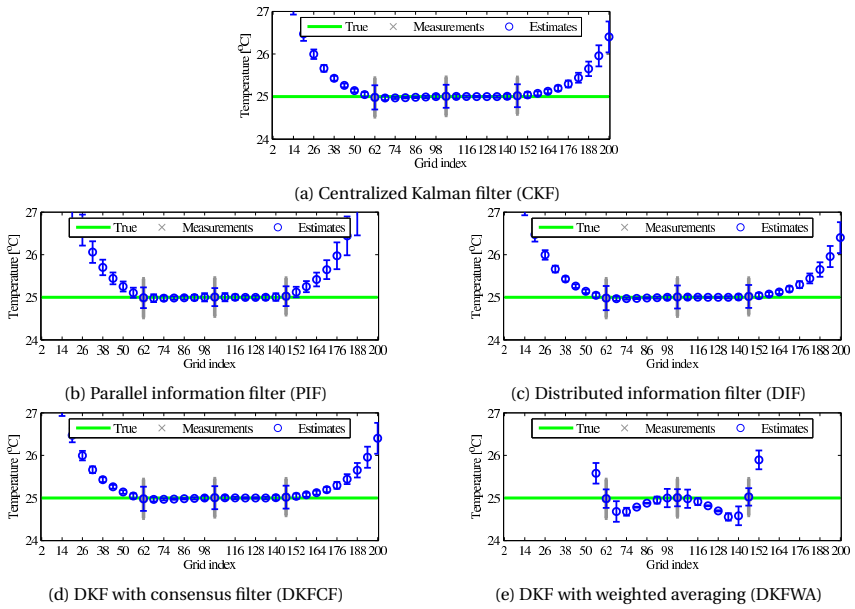 27
26
25
24
Temperature [°C]
True Measurements Estimates
2 14 26 38 50 62 74 86 98 116 128 140 152 164 176 188 200
Grid index
(a) Centralized Kalman filter (CKF)
27
26
25
24
Temperature [°C]
True Measurements Estimates
2 14 26 38 50 62 74 86 98 116 128 140 152 164 176 188 200
Grid index
(b) Parallel information filter (PIF)
27
26
25
24
Temperature [°C]
True Measurements Estimates
2 14 26 38 50 62 74 86 98 116 128 140 152 164 176 188 200
Grid index
(c) Distributed information filter (DIF)
27
26
25
24
Temperature [°C]
True Measurements Estimates
2 14 26 38 50 62 74 86 98 116 128 140 152 164 176 188 200
Grid index
(d) DKF with consensus filter (DKFCF)
27
26
25
24
Temperature [°C]
True Measurements Estimates
2 14 26 38 50 62 74 86 98 116 128 140 152 164 176 188 200
Grid index
(e) DKF with weighted averaging (DKFWA)